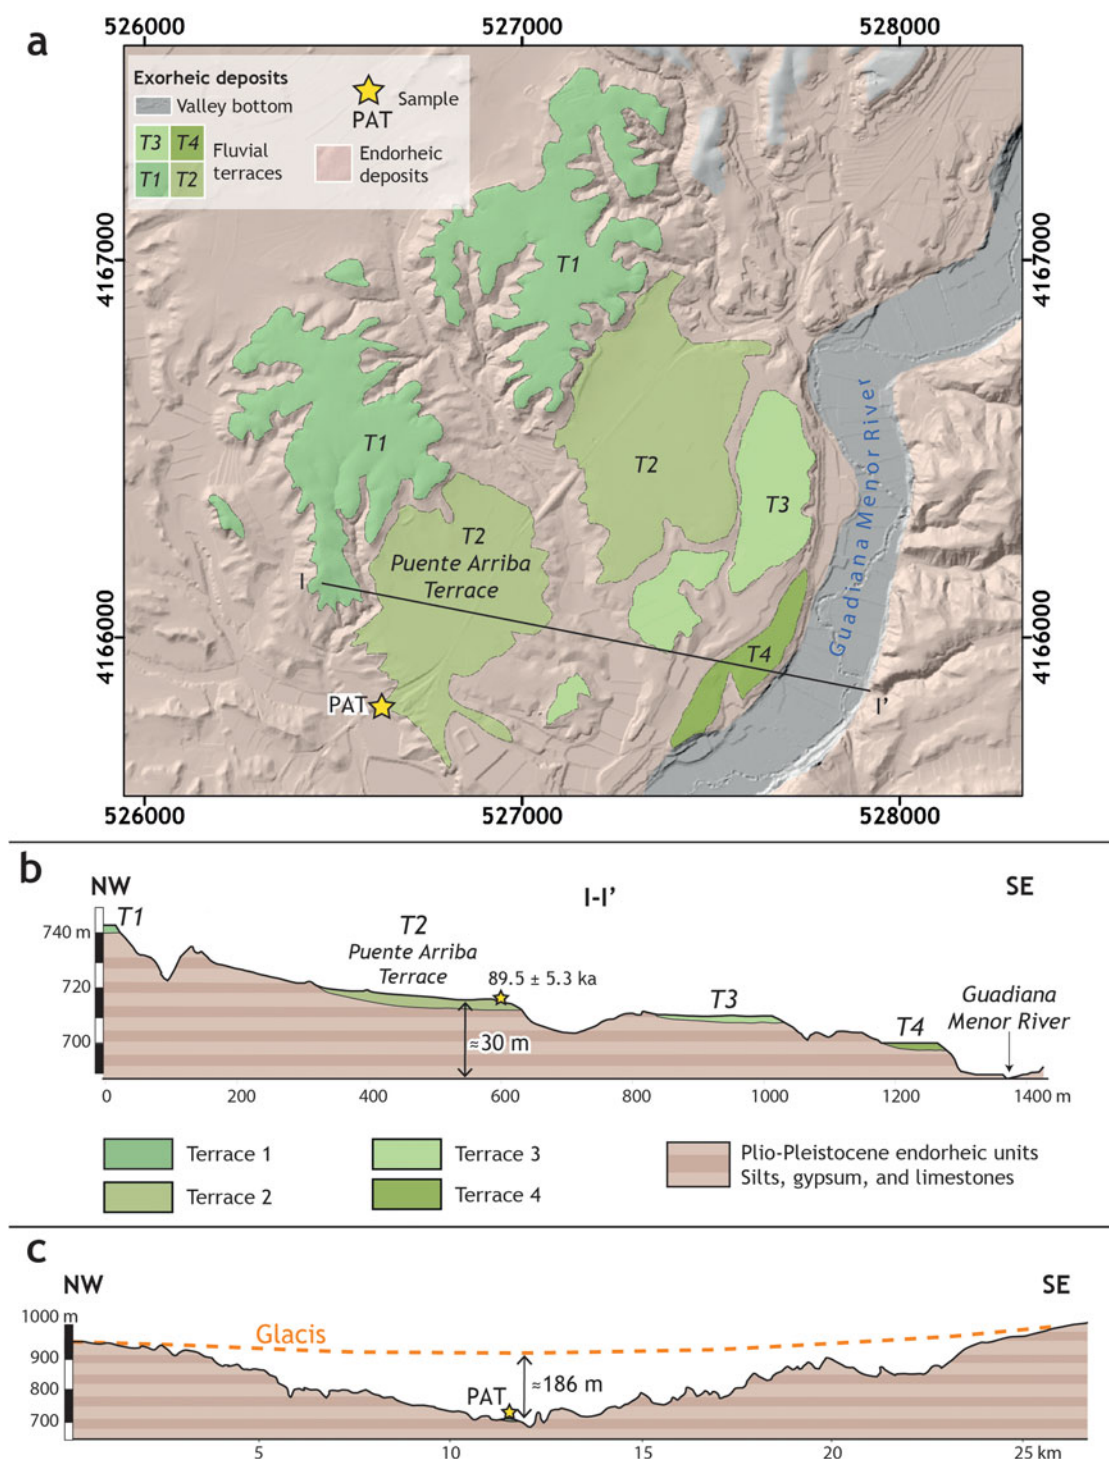 a
526000 527000 528000
Exorheic deposits
Valley bottom
T3 T4
T1 T2
Fluvial
terraces
PAT
Sample
Endorheic
deposits
4167000
4167000
T1
T1
T2
T3
T2
Puente Arriba
Terrace
I
4166000
4166000
T4
Guadiana Menor River
I'
PAT
526000 527000 528000
b
NW
I-I’
SE
T1
740 m
720
700
T2
Puente Arriba
Terrace
89.5 ± 5.3 ka
≈30 m
T3
T4
Guadiana
Menor River
0 200 400 600 800 1000 1200 1400 m
Terrace 1
Terrace 2
Terrace 3
Terrace 4
Plio-Pleistocene endorheic units
Silts, gypsum, and limestones
c
NW
SE
1000 m
900
800
700
Glacis
≈186 m
PAT
5 10 15 20 25 km